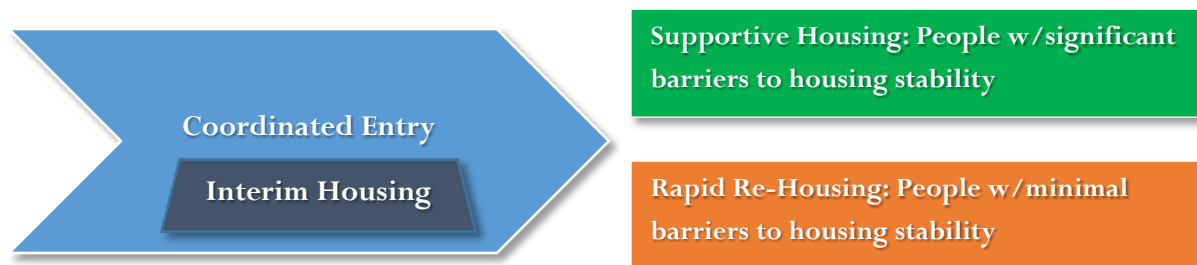 Coordinated Entry
Interim Housing
Supportive Housing: People w/significant
barriers to housing stability
Rapid Re-Housing: People w/minimal
barriers to housing stability